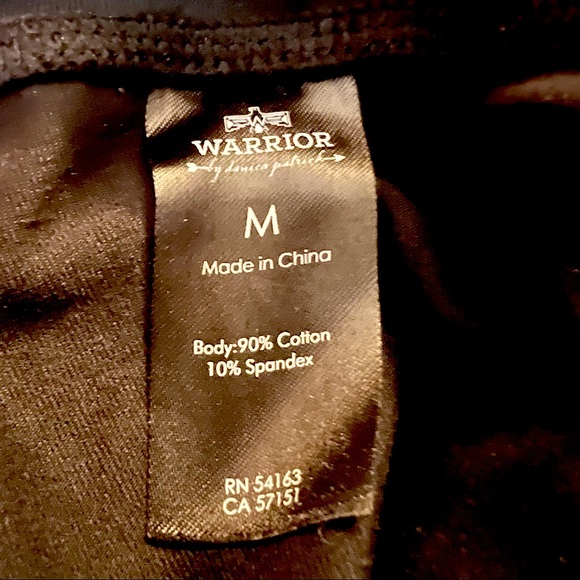 WARRIOR
by danica patrick
M
Made in China
Body:90% Cotton
10% Spandex
RN 54163
CA 57151